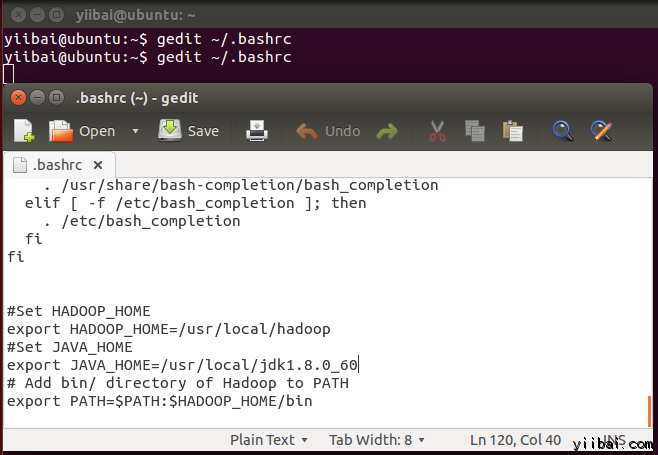 yiibai@ubuntu: ~
yiibai@ubuntu:~$ gedit ~/.bashrc
yiibai@ubuntu:~$ gedit ~/.bashrc
.bashrc (~) - gedit
Open Save Undo
.bashrc
. /usr/share/bash-completion/bash_completion
elif [ -f /etc/bash_completion ]; then
. /etc/bash_completion
fi
fi
#Set HADOOP_HOME
export HADOOP_HOME=/usr/local/hadoop
#Set JAVA_HOME
export JAVA_HOME=/usr/local/jdk1.8.0_60
# Add bin/ directory of Hadoop to PATH
export PATH=$PATH:$HADOOP_HOME/bin
Plain Text Tab Width: 8 Ln 120, Col 40
yiibai.com